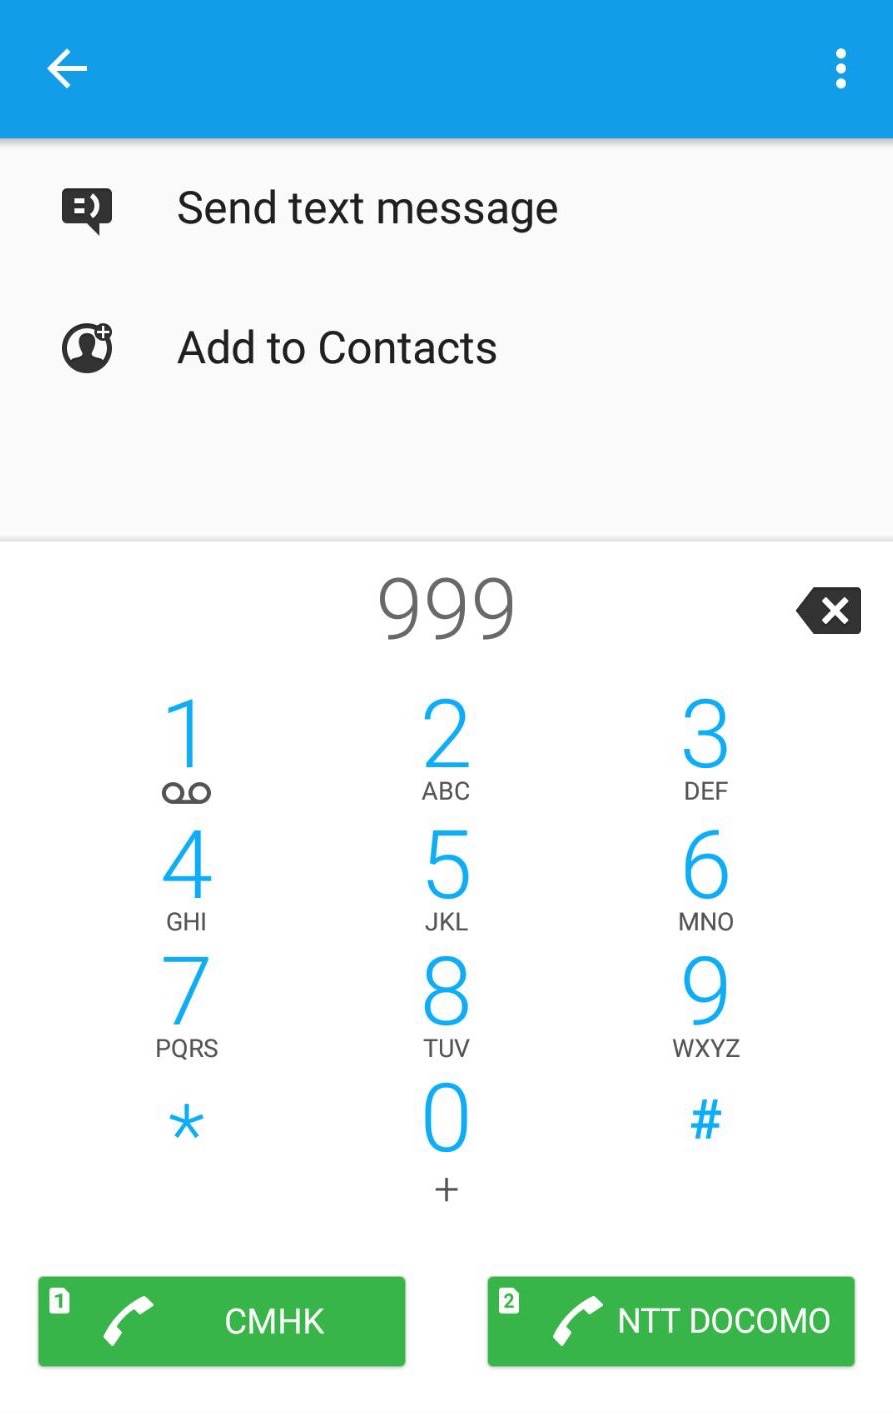 Send text message
Add to Contacts
999
1 2 3
ABC DEF
4 5 6
GHI JKL MNO
7 8 9
PQRS TUV WXYZ
* 0 #
+
1 CMHK 2 NTT DOCOMO